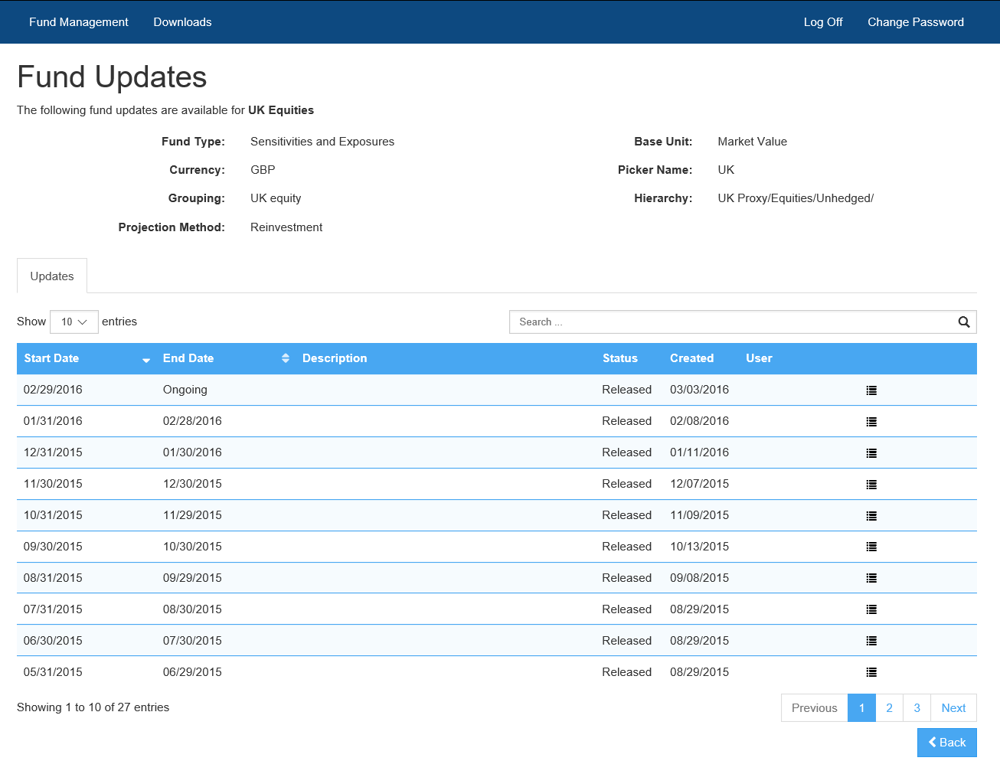 Fund Management Downloads Log Off Change Password
Fund Updates
The following fund updates are available for UK Equities
Fund Type: Sensitivities and Exposures Base Unit: Market Value
Currency: GBP Picker Name: UK
Grouping: UK equity Hierarchy: UK Proxy/Equities/Unhedged/
Projection Method: Reinvestment
Updates
Show 10 entries Search ...
Start Date End Date Description Status Created User
02/29/2016 Ongoing Released 03/03/2016
01/31/2016 02/28/2016 Released 02/08/2016
12/31/2015 01/30/2016 Released 01/11/2016
11/30/2015 12/30/2015 Released 12/07/2015
10/31/2015 11/29/2015 Released 11/09/2015
09/30/2015 10/30/2015 Released 10/13/2015
08/31/2015 09/29/2015 Released 09/08/2015
07/31/2015 08/30/2015 Released 08/29/2015
06/30/2015 07/30/2015 Released 08/29/2015
05/31/2015 06/29/2015 Released 08/29/2015
Showing 1 to 10 of 27 entries Previous 1 2 3 Next
Back